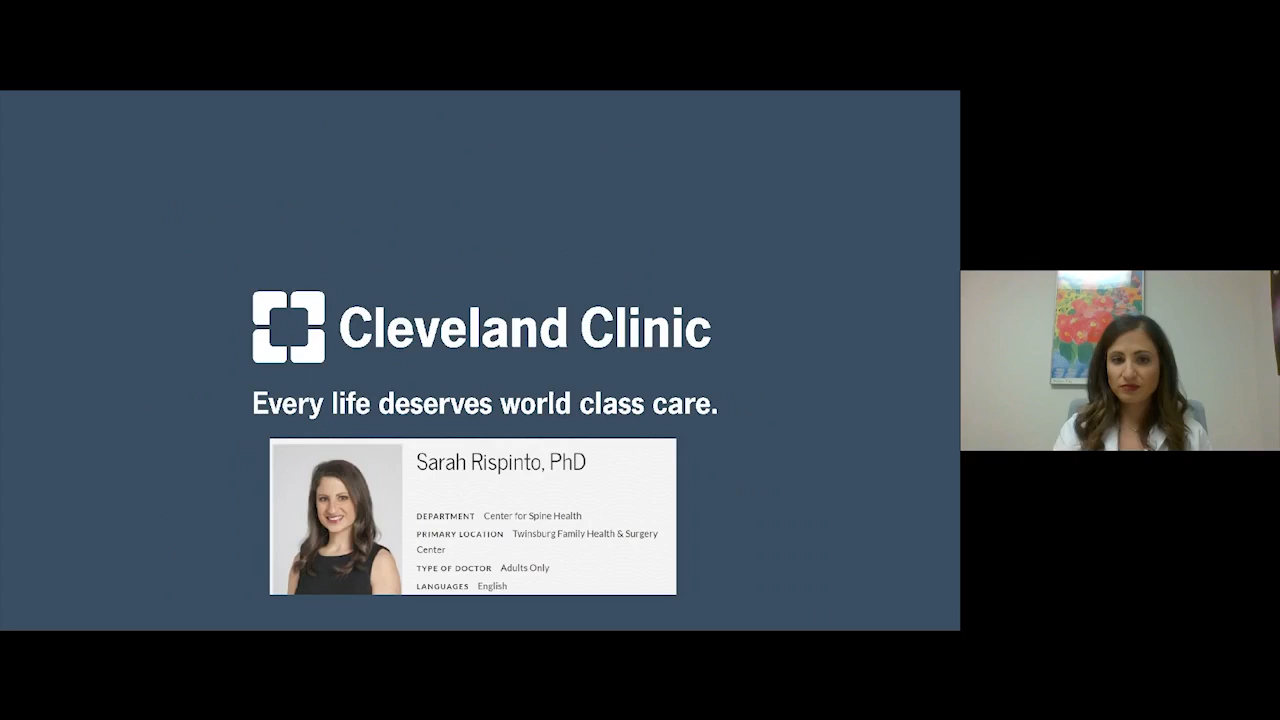 Cleveland Clinic
Every life deserves world class care.
Sarah Rispinto, PhD
DEPARTMENT Center for Spine Health
PRIMARY LOCATION Twinsburg Family Health & Surgery
Center
TYPE OF DOCTOR Adults Only
LANGUAGES English